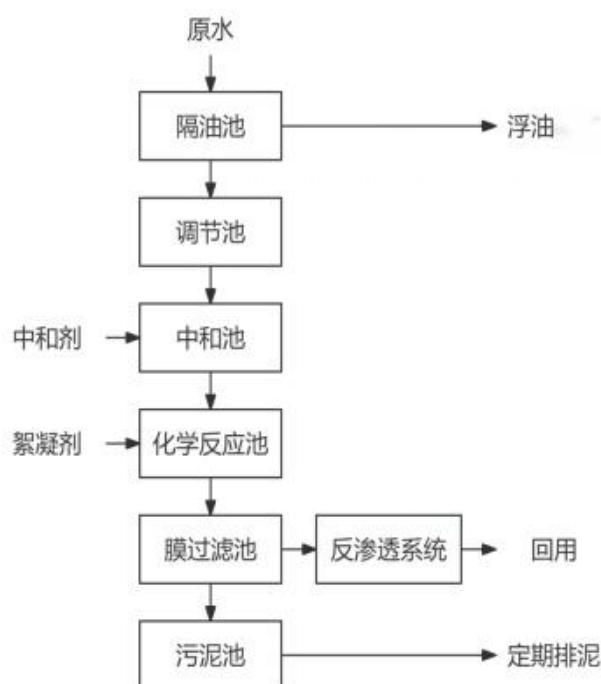 原水
隔油池
浮油
调节池
中和剂
中和池
絮凝剂
化学反应池
膜过滤池
反渗透系统
回用
污泥池
定期排泥